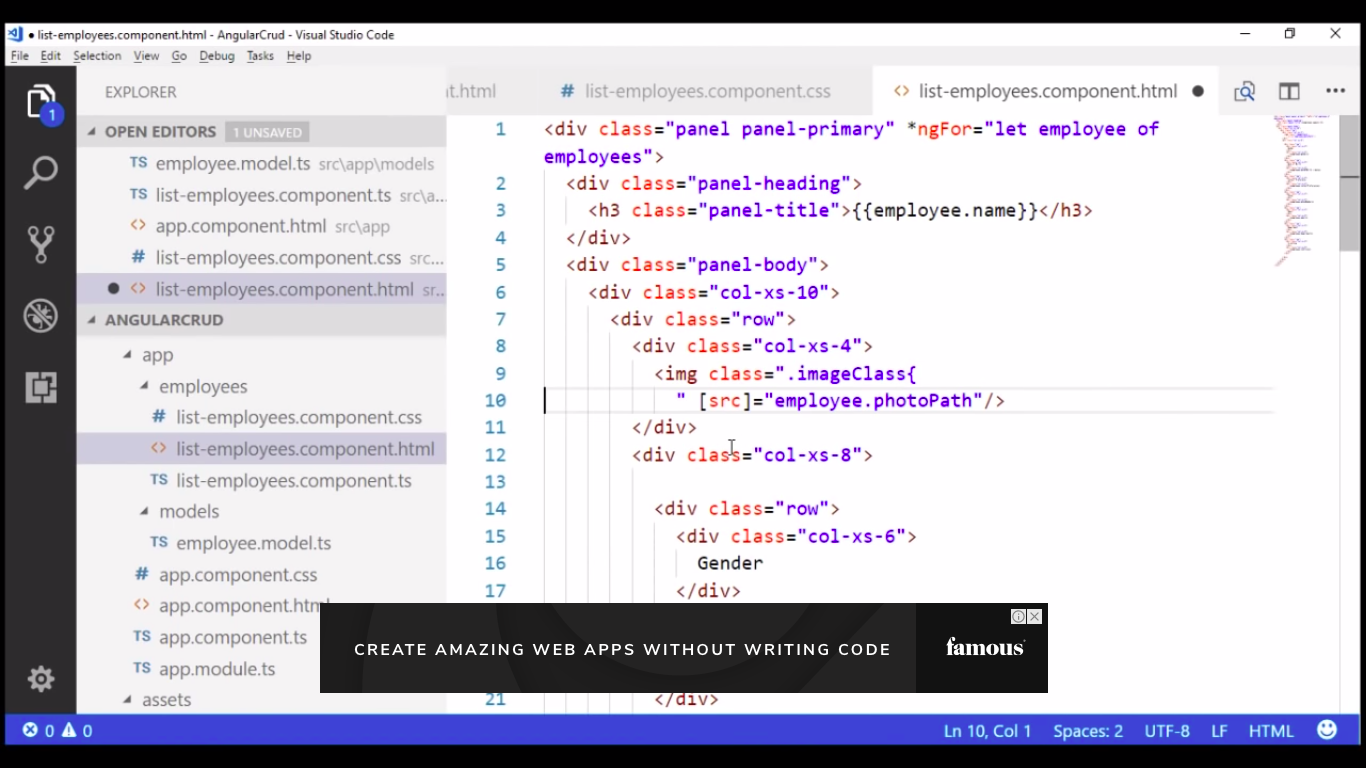 list-employees.component.html - AngularCrud - Visual Studio Code
File Edit Selection View Go Debug Tasks Help
EXPLORER
OPEN EDITORS 1 UNSAVED
TS employee.model.ts src\app\models
TS list-employees.component.ts src\a...
<> app.component.html src\app
# list-employees.component.css src...
<> list-employees.component.html sr...
ANGULARCRUD
app
employees
# list-employees.component.css
<> list-employees.component.html
TS list-employees.component.ts
models
TS employee.model.ts
# app.component.css
<> app.component.htm
TS app.component.ts
TS app.module.ts
assets
t.html # list-employees.component.css <> list-employees.component.html
1 <div class="panel panel-primary" *ngFor="let employee of
employees">
2 <div class="panel-heading">
3 <h3 class="panel-title">{{employee.name}}</h3>
4 </div>
5 <div class="panel-body">
6 <div class="col-xs-10">
7 <div class="row">
8 <div class="col-xs-4">
9 <img class=".imageClass{
10 " [src]="employee.photoPath"/>
11 </div>
12 <div class="col-xs-8">
13
14 <div class="row">
15 <div class="col-xs-6">
16 Gender
17 </div>
21 </div>
CREATE AMAZING WEB APPS WITHOUT WRITING CODE
famous
0 0 Ln 10, Col 1 Spaces: 2 UTF-8 LF HTML
1